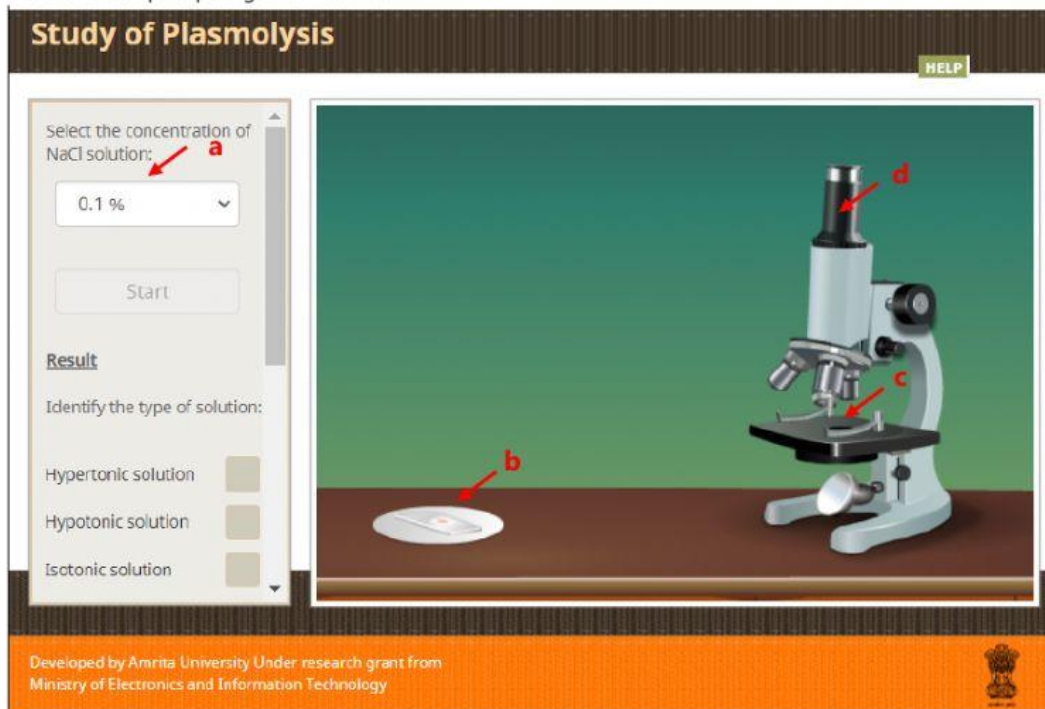 Study of Plasmolysis
HELP
Select the concentration of
NaCl solution:
a
0.1 %
Start
Result
Identify the type of solution:
Hypertonic solution
Hypotonic solution
Isotonic solution
b
c
d
Developed by Amrita University Under research grant from
Ministry of Electronics and Information Technology